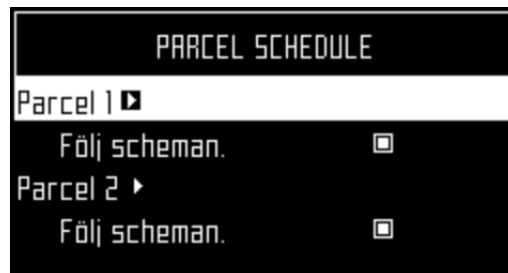 PARCEL SCHEDULE
Parcel 1
Följ scheman.
Parcel 2
Följ scheman.